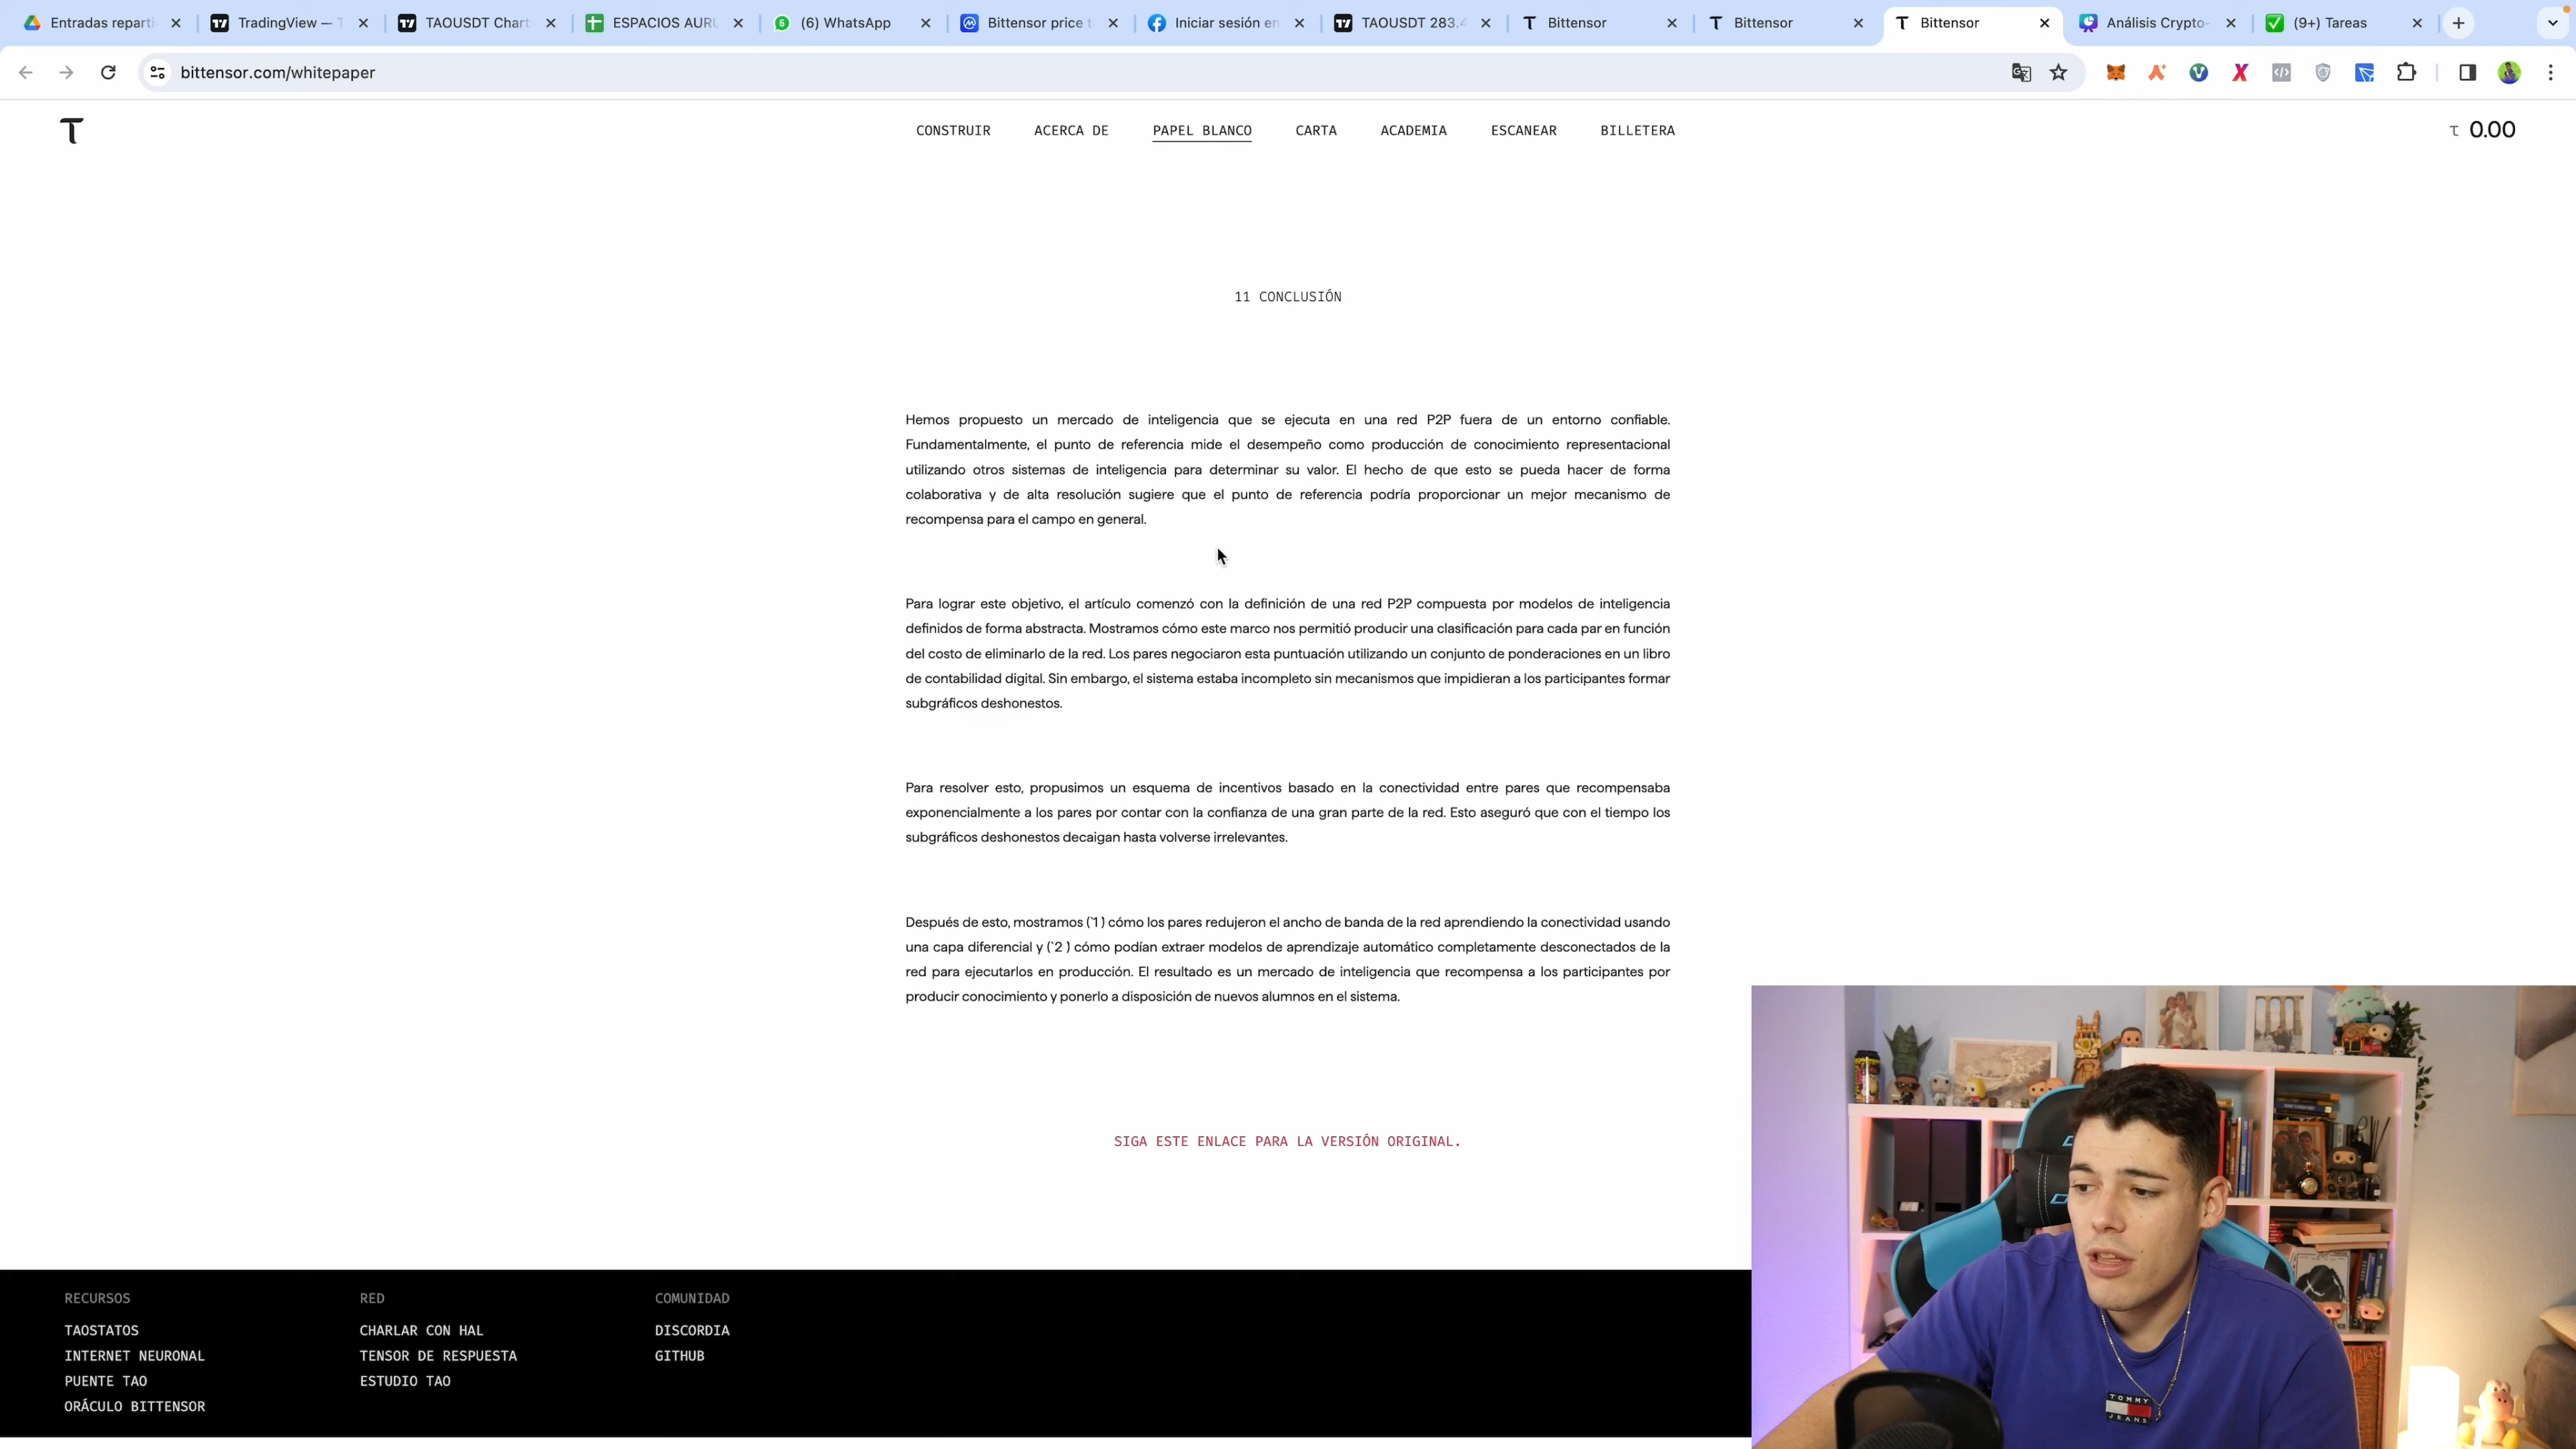 Entradas reparti
TradingView — T
TAOUSDT Chart
ESPACIOS AURU
6
(6) WhatsApp
Bittensor price t
Iniciar sesión en
TAOUSDT 283.4
Bittensor
Bittensor
Bittensor
Análisis Crypto-
(9+) Tareas
bittensor.com/whitepaper
CONSTRUIR
ACERCA DE
PAPEL BLANCO
CARTA
ACADEMIA
ESCANEAR
BILLETERA
τ 0.00
11 CONCLUSIÓN
Hemos propuesto un mercado de inteligencia que se ejecuta en una red P2P fuera de un entorno confiable.
Fundamentalmente, el punto de referencia mide el desempeño como producción de conocimiento representacional
utilizando otros sistemas de inteligencia para determinar su valor. El hecho de que esto se pueda hacer de forma
colaborativa y de alta resolución sugiere que el punto de referencia podría proporcionar un mejor mecanismo de
recompensa para el campo en general.
Para lograr este objetivo, el artículo comenzó con la definición de una red P2P compuesta por modelos de inteligencia
definidos de forma abstracta. Mostramos cómo este marco nos permitió producir una clasificación para cada par en función
del costo de eliminarlo de la red. Los pares negociaron esta puntuación utilizando un conjunto de ponderaciones en un libro
de contabilidad digital. Sin embargo, el sistema estaba incompleto sin mecanismos que impidieran a los participantes formar
subgráficos deshonestos.
Para resolver esto, propusimos un esquema de incentivos basado en la conectividad entre pares que recompensaba
exponencialmente a los pares por contar con la confianza de una gran parte de la red. Esto aseguró que con el tiempo los
subgráficos deshonestos decaigan hasta volverse irrelevantes.
Después de esto, mostramos (`1 ) cómo los pares redujeron el ancho de banda de la red aprendiendo la conectividad usando
una capa diferencial y (`2 ) cómo podían extraer modelos de aprendizaje automático completamente desconectados de la
red para ejecutarlos en producción. El resultado es un mercado de inteligencia que recompensa a los participantes por
producir conocimiento y ponerlo a disposición de nuevos alumnos en el sistema.
SIGA ESTE ENLACE PARA LA VERSIÓN ORIGINAL.
RECURSOS
TAOSTATOS
INTERNET NEURONAL
PUENTE TAO
ORÁCULO BITTENSOR
RED
CHARLAR CON HAL
TENSOR DE RESPUESTA
ESTUDIO TAO
COMUNIDAD
DISCORDIA
GITHUB
TOMMY
JEANS